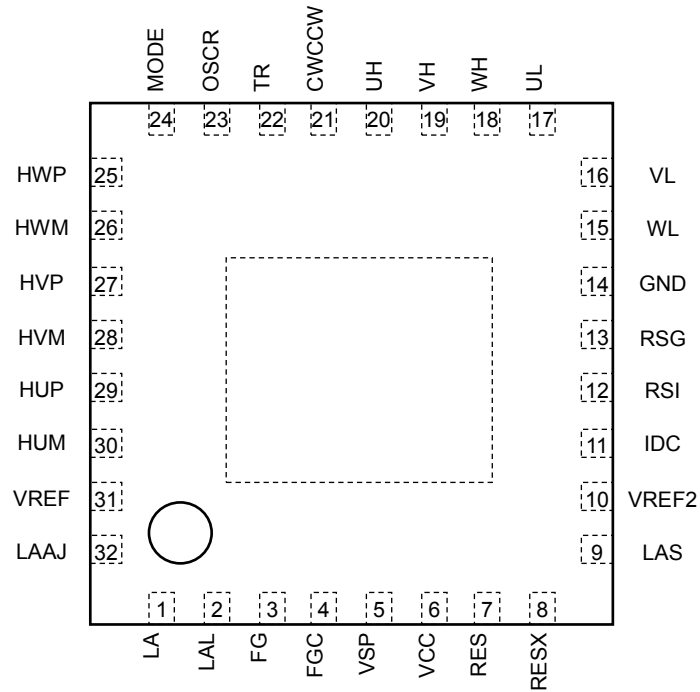 MODE OSCR TR CWCCW UH VH WH UL
24 23 22 21 20 19 18 17
HWP 25 16 VL
HWM 26 15 WL
HVP 27 14 GND
HVM 28 13 RSG
HUP 29 12 RSI
HUM 30 11 IDC
VREF 31 10 VREF2
LAAJ 32 9 LAS
1 2 3 4 5 6 7 8
LA LAL FG FGC VSP VCC RES RESX